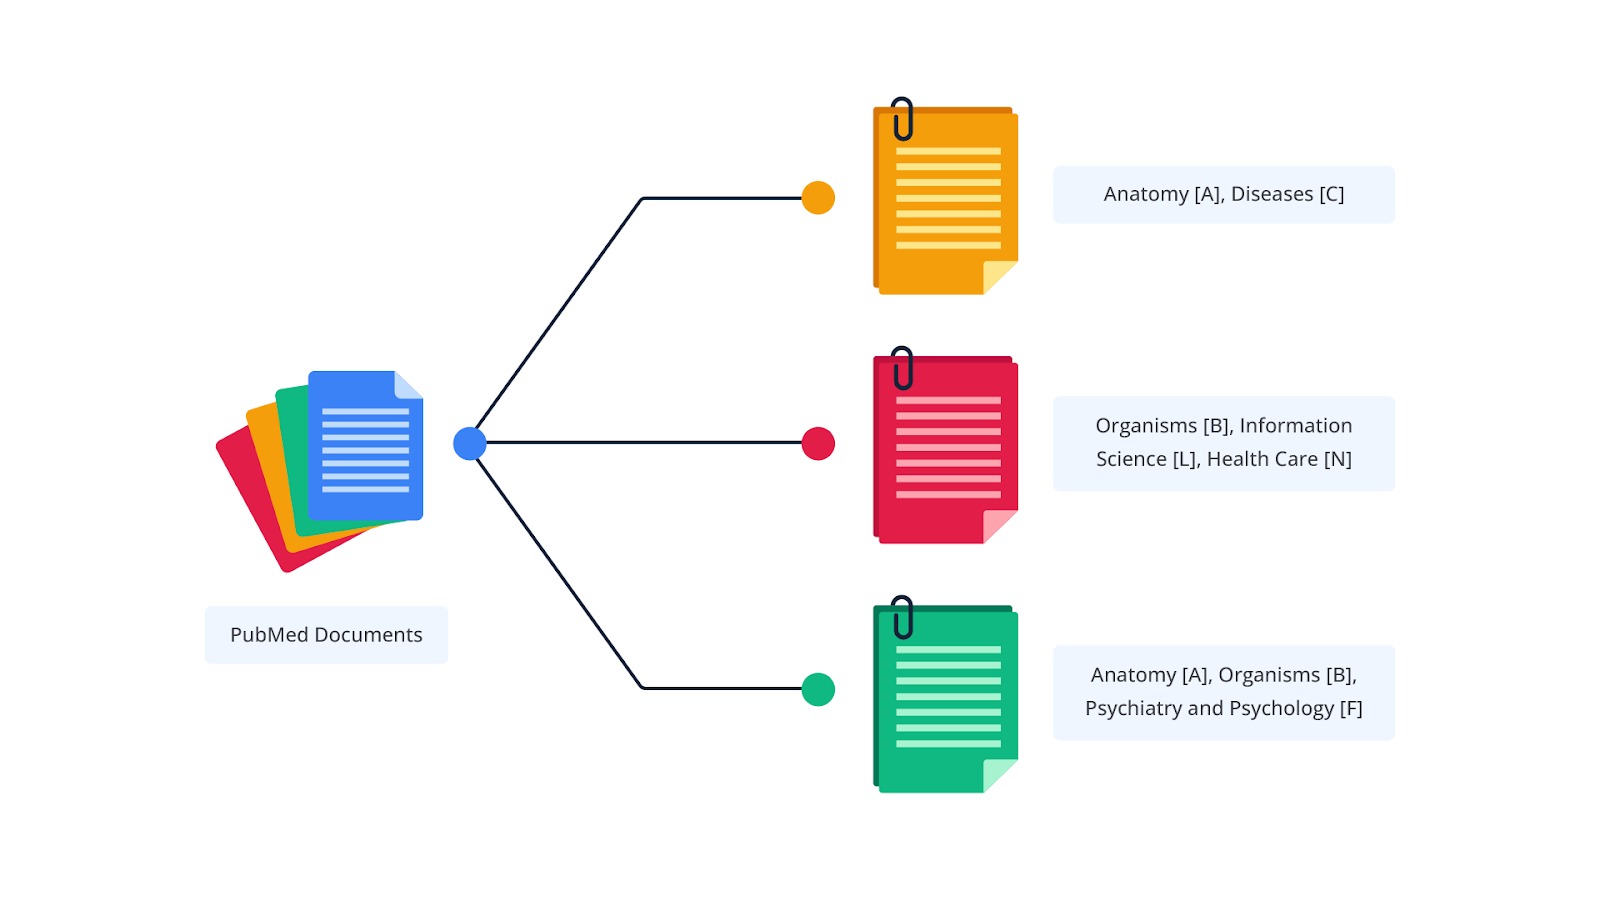 Anatomy [A], Diseases [C]
Organisms [B], Information
Science [L], Health Care [N]
PubMed Documents
Anatomy [A], Organisms [B],
Psychiatry and Psychology [F]